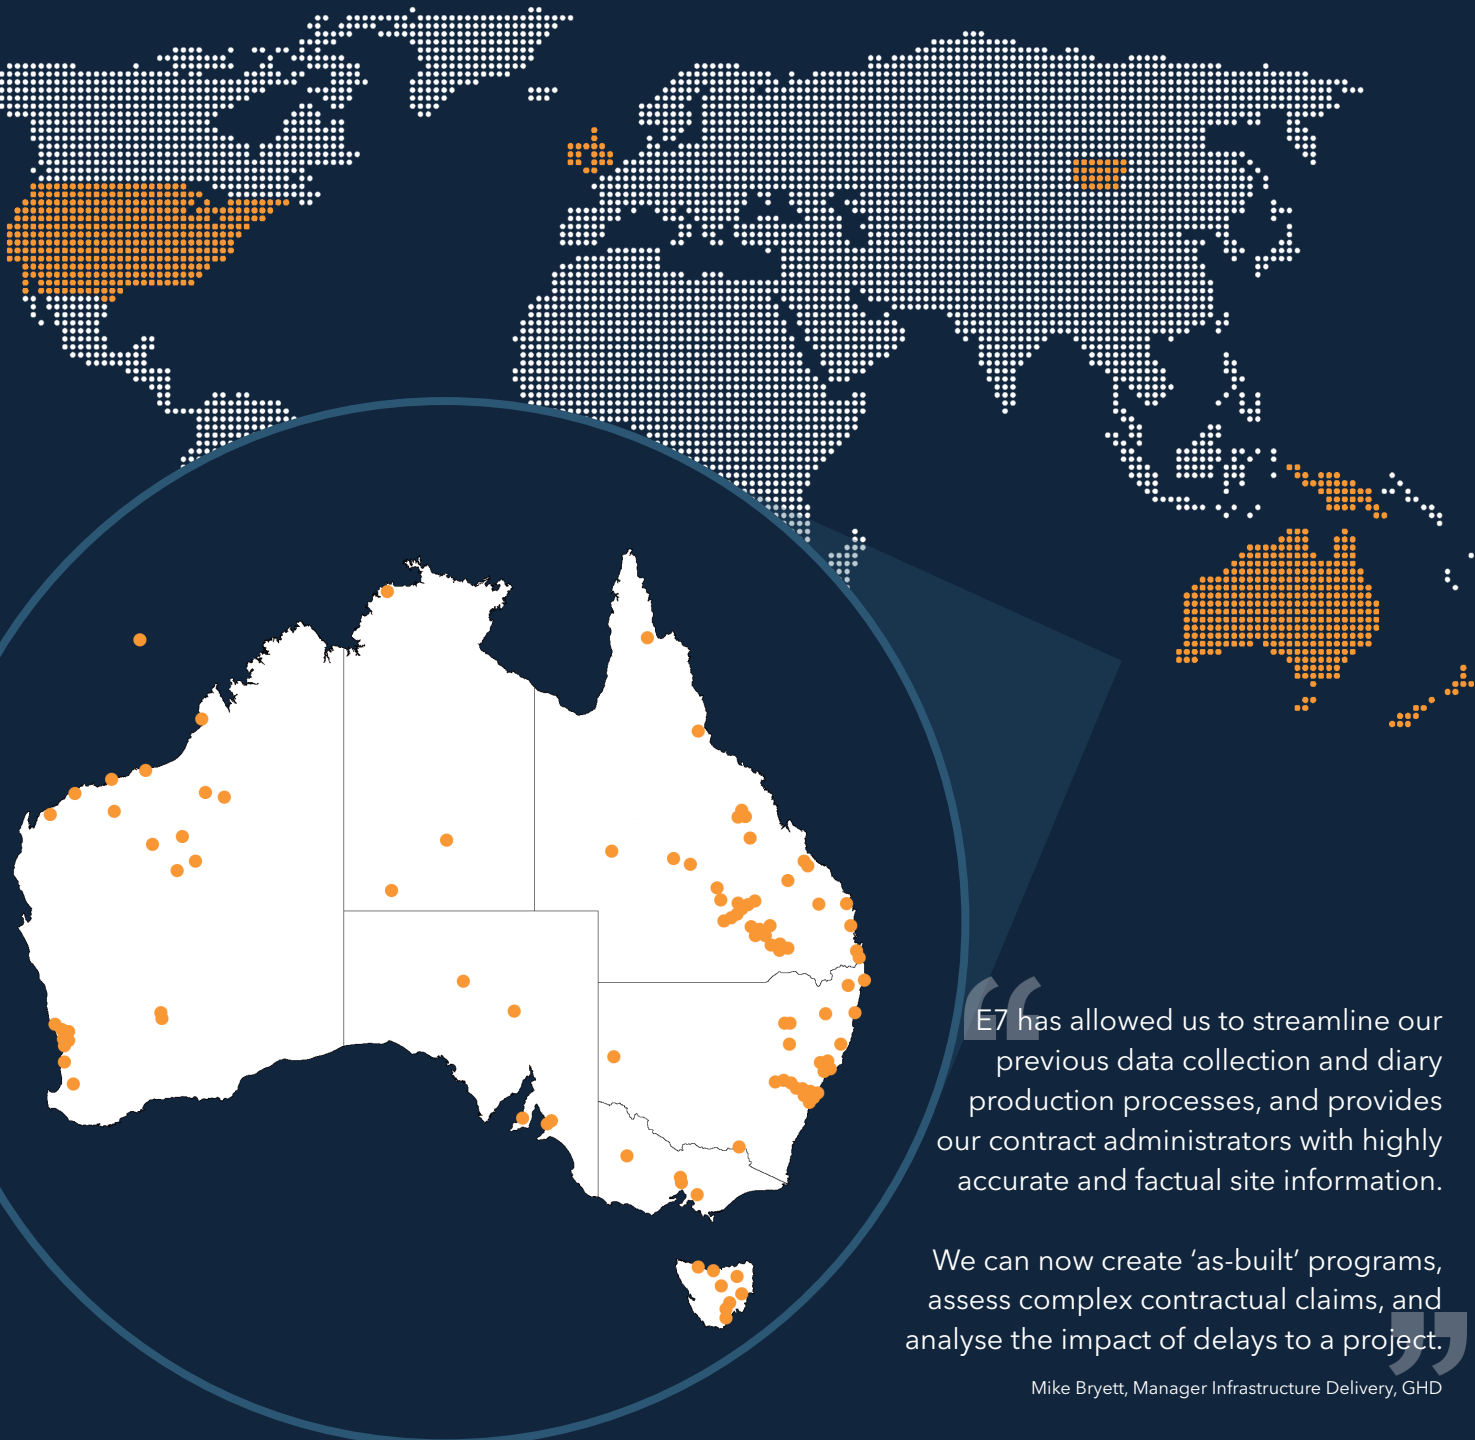 E7 has allowed us to streamline our
previous data collection and diary
production processes, and provides
our contract administrators with highly
accurate and factual site information.
We can now create ‘as-built’ programs,
assess complex contractual claims, and
analyse the impact of delays to a project.
Mike Bryett, Manager Infrastructure Delivery, GHD